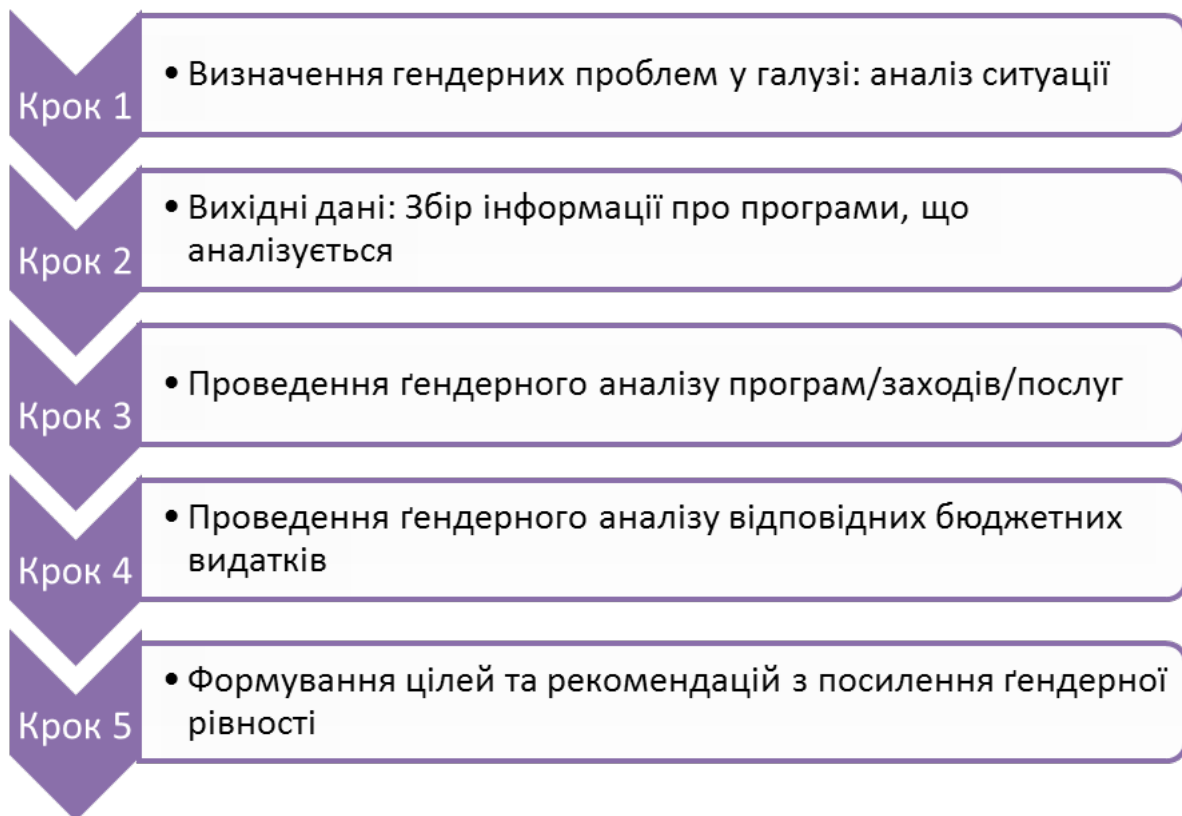 Крок 1
• Визначення гендерних проблем у галузі: аналіз ситуації
Крок 2
• Вихідні дані: Збір інформації про програми, що
аналізується
Крок 3
• Проведення ґендерного аналізу програм/заходів/послуг
Крок 4
• Проведення ґендерного аналізу відповідних бюджетних
видатків
Крок 5
• Формування цілей та рекомендацій з посилення ґендерної
рівності